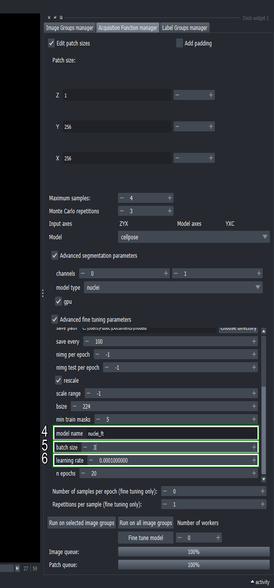 Dock widget 1
Image Groups manager Acquisition Function manager Label Groups manager
Edit patch sizes Add padding
Patch size:
Z 1 − +
Y 256 − +
X 256 − +
Maximum samples: − 4 +
Monte Carlo repetitions − 3 +
Input axes ZYX Model axes YXC
Model cellpose
Advanced segmentation parameters
channels − 0 + − 1 +
model type nuclei
gpu
Advanced fine tuning parameters
save path Choose directory
save every − 100 +
nimg per epoch − -1 +
nimg test per epoch − -1 +
rescale
scale range − -1 +
bsize − 224 +
min train masks − 5 +
4 model name nuclei_ft
5 batch size − 3 +
6 learning rate − 0.0001000000 +
n epochs − 20 +
Number of samples per epoch (fine tuning only): − 0 +
Repetitions per sample (fine tuning only): − 1 +
Run on selected image groups Run on all image groups Number of workers
Fine tune model − 0 +
Image queue: 100%
Patch queue: 100%
27 59
activity